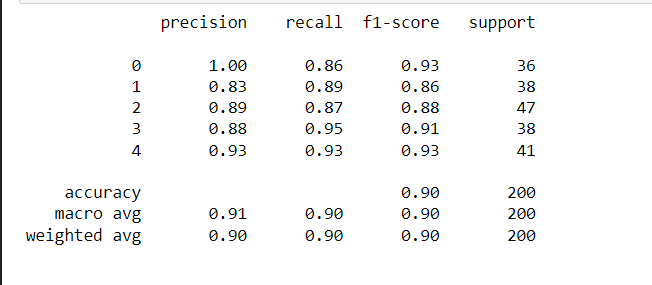 precision recall f1-score support
0 1.00 0.86 0.93 36
1 0.83 0.89 0.86 38
2 0.89 0.87 0.88 47
3 0.88 0.95 0.91 38
4 0.93 0.93 0.93 41
accuracy 0.90 200
macro avg 0.91 0.90 0.90 200
weighted avg 0.90 0.90 0.90 200